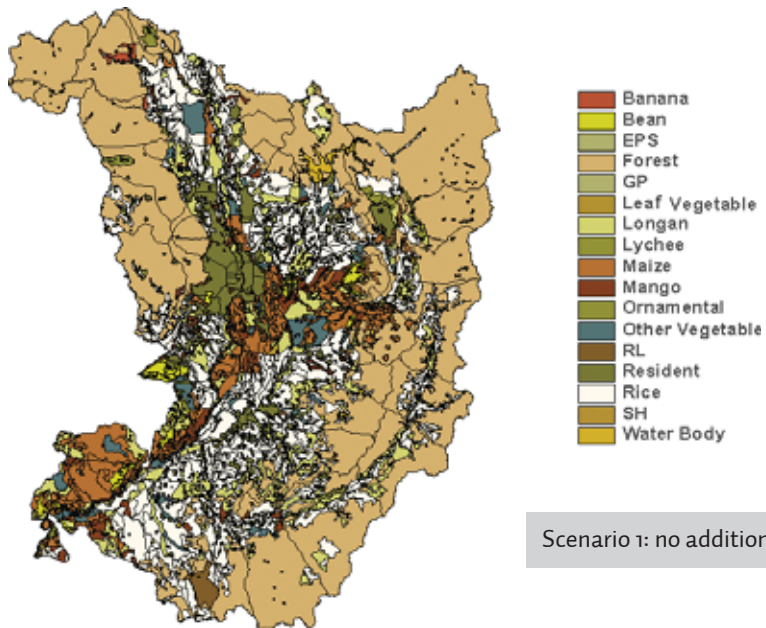 Banana
Bean
EPS
Forest
GP
Leaf Vegetable
Longan
Lychee
Maize
Mango
Ornamental
Other Vegetable
RL
Resident
Rice
SH
Water Body
Scenario 1: no addition